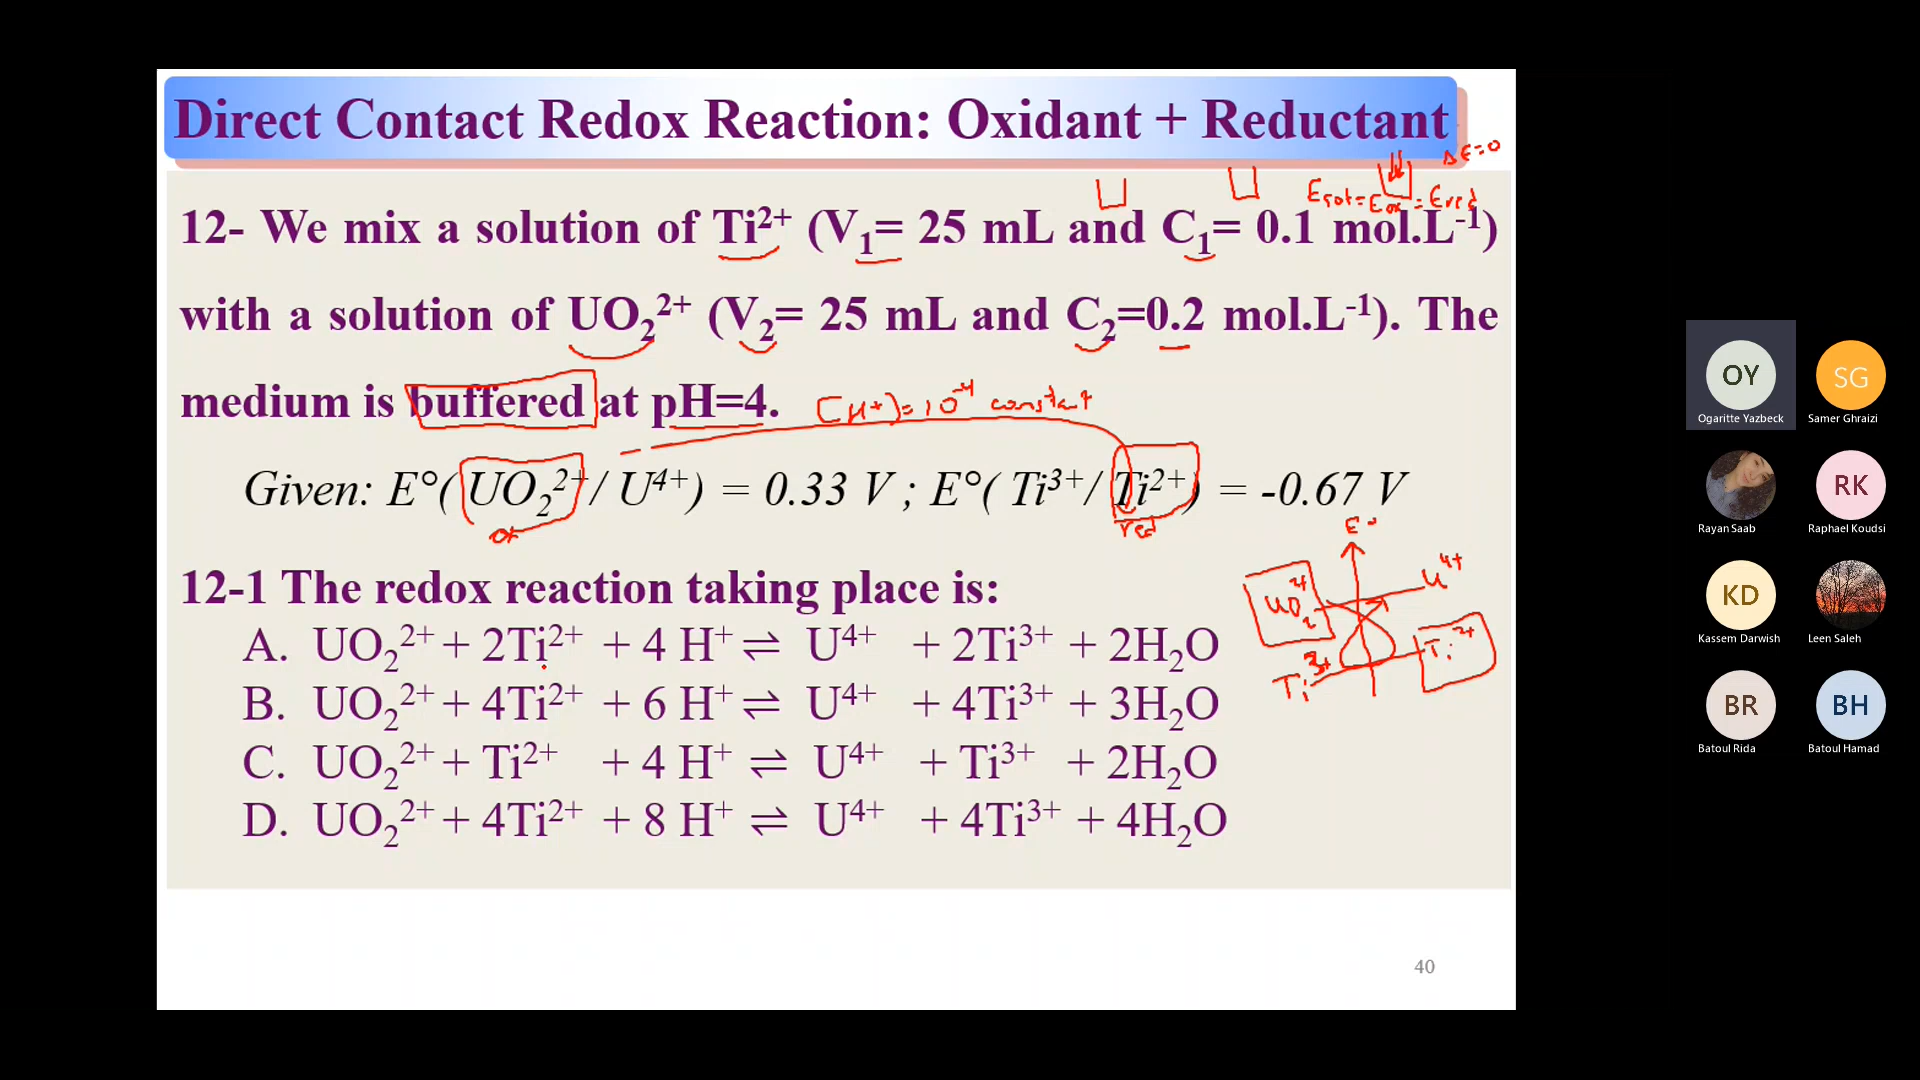 Direct Contact Redox Reaction: Oxidant + Reductant
ΔE=0
Esol=Eox=Ered
12- We mix a solution of Ti²⁺ (V₁= 25 mL and C₁= 0.1 mol.L⁻¹)
with a solution of UO₂²⁺ (V₂= 25 mL and C₂=0.2 mol.L⁻¹). The
medium is buffered at pH=4.
[H+]=10⁻⁴ constant
Given: E°( UO₂²⁺/ U⁴⁺) = 0.33 V ; E°( Ti³⁺/ Ti²⁺) = -0.67 V
ox
red
E°
UO₂²⁺
U⁴⁺
Ti³⁺
Ti²⁺
12-1 The redox reaction taking place is:
A. UO₂²⁺ + 2Ti²⁺ + 4 H⁺ ⇌ U⁴⁺ + 2Ti³⁺ + 2H₂O
B. UO₂²⁺ + 4Ti²⁺ + 6 H⁺ ⇌ U⁴⁺ + 4Ti³⁺ + 3H₂O
C. UO₂²⁺ + Ti²⁺ + 4 H⁺ ⇌ U⁴⁺ + Ti³⁺ + 2H₂O
D. UO₂²⁺ + 4Ti²⁺ + 8 H⁺ ⇌ U⁴⁺ + 4Ti³⁺ + 4H₂O
40
OY
Ogaritte Yazbeck
SG
Samer Ghraizi
Rayan Saab
RK
Raphael Koudsi
KD
Kassem Darwish
Leen Saleh
BR
Batoul Rida
BH
Batoul Hamad